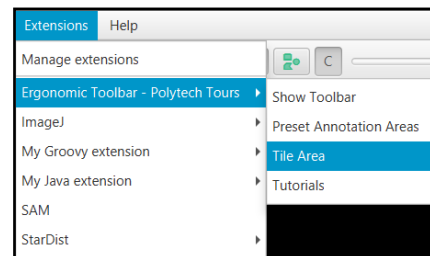 Extensions Help
Manage extensions
C
Ergonomic Toolbar - Polytech Tours
Show Toolbar
ImageJ
Preset Annotation Areas
My Groovy extension
Tile Area
My Java extension
Tutorials
SAM
StarDist